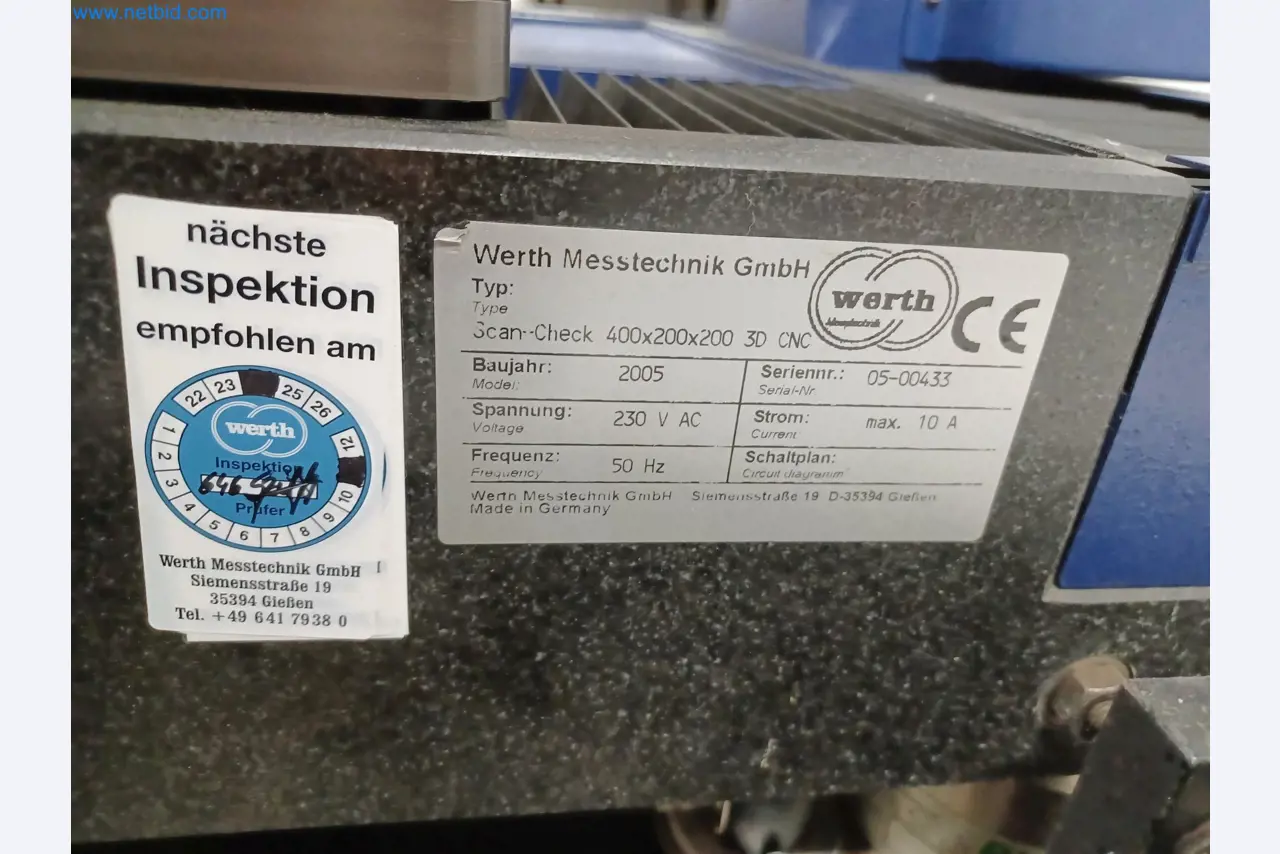 www.netbid.com
nächste
Inspektion
empfohlen am
22 23 25 26
12
10
9
8
7
6
5
4
3
2
1
werth
Inspektion
646
Prüfer
Werth Messtechnik GmbH
Siemensstraße 19
35394 Gießen
Tel. +49 641 7938 0
Werth Messtechnik GmbH
werth
Messtechnik
CE
Typ:
Type
Scan-Check 400x200x200 3D CNC
Baujahr: 2005 Seriennr.: 05-00433
Model: Serial-Nr
Spannung: 230 V AC Strom: max. 10 A
Voltage Current
Frequenz: 50 Hz Schaltplan:
Frequency Circuit diagramm
Werth Messtechnik GmbH Siemensstraße 19 D-35394 Gießen
Made in Germany